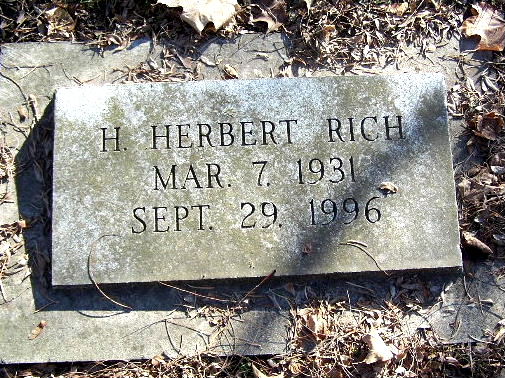 H. HERBERT RICH
MAR. 7. 1931
SEPT. 29. 1996